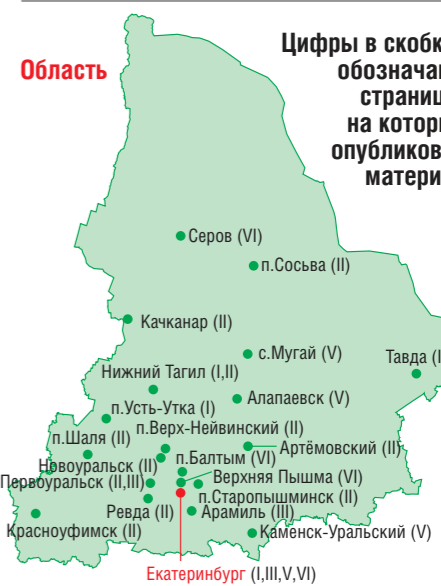 Область
Цифры в скобк
обозначаю
страниц
на котор
опубликов
матери
Серов (VI)
п.Сосьва (II)
Качканар (II)
с.Мугай (V)
Тавда (I
Нижний Тагил (I,II)
Алапаевск (V)
п.Усть-Утка (I)
п.Верх-Нейвинский (II)
п.Шаля (II)
Артёмовский (II)
Новоуральск (II)
п.Балтым (VI)
Первоуральск (II,III)
Верхняя Пышма (VI)
п.Старопышминск (II)
Ревда (II)
Арамиль (III)
Красноуфимск (II)
Каменск-Уральский (V)
Екатеринбург (I,III,V,VI)